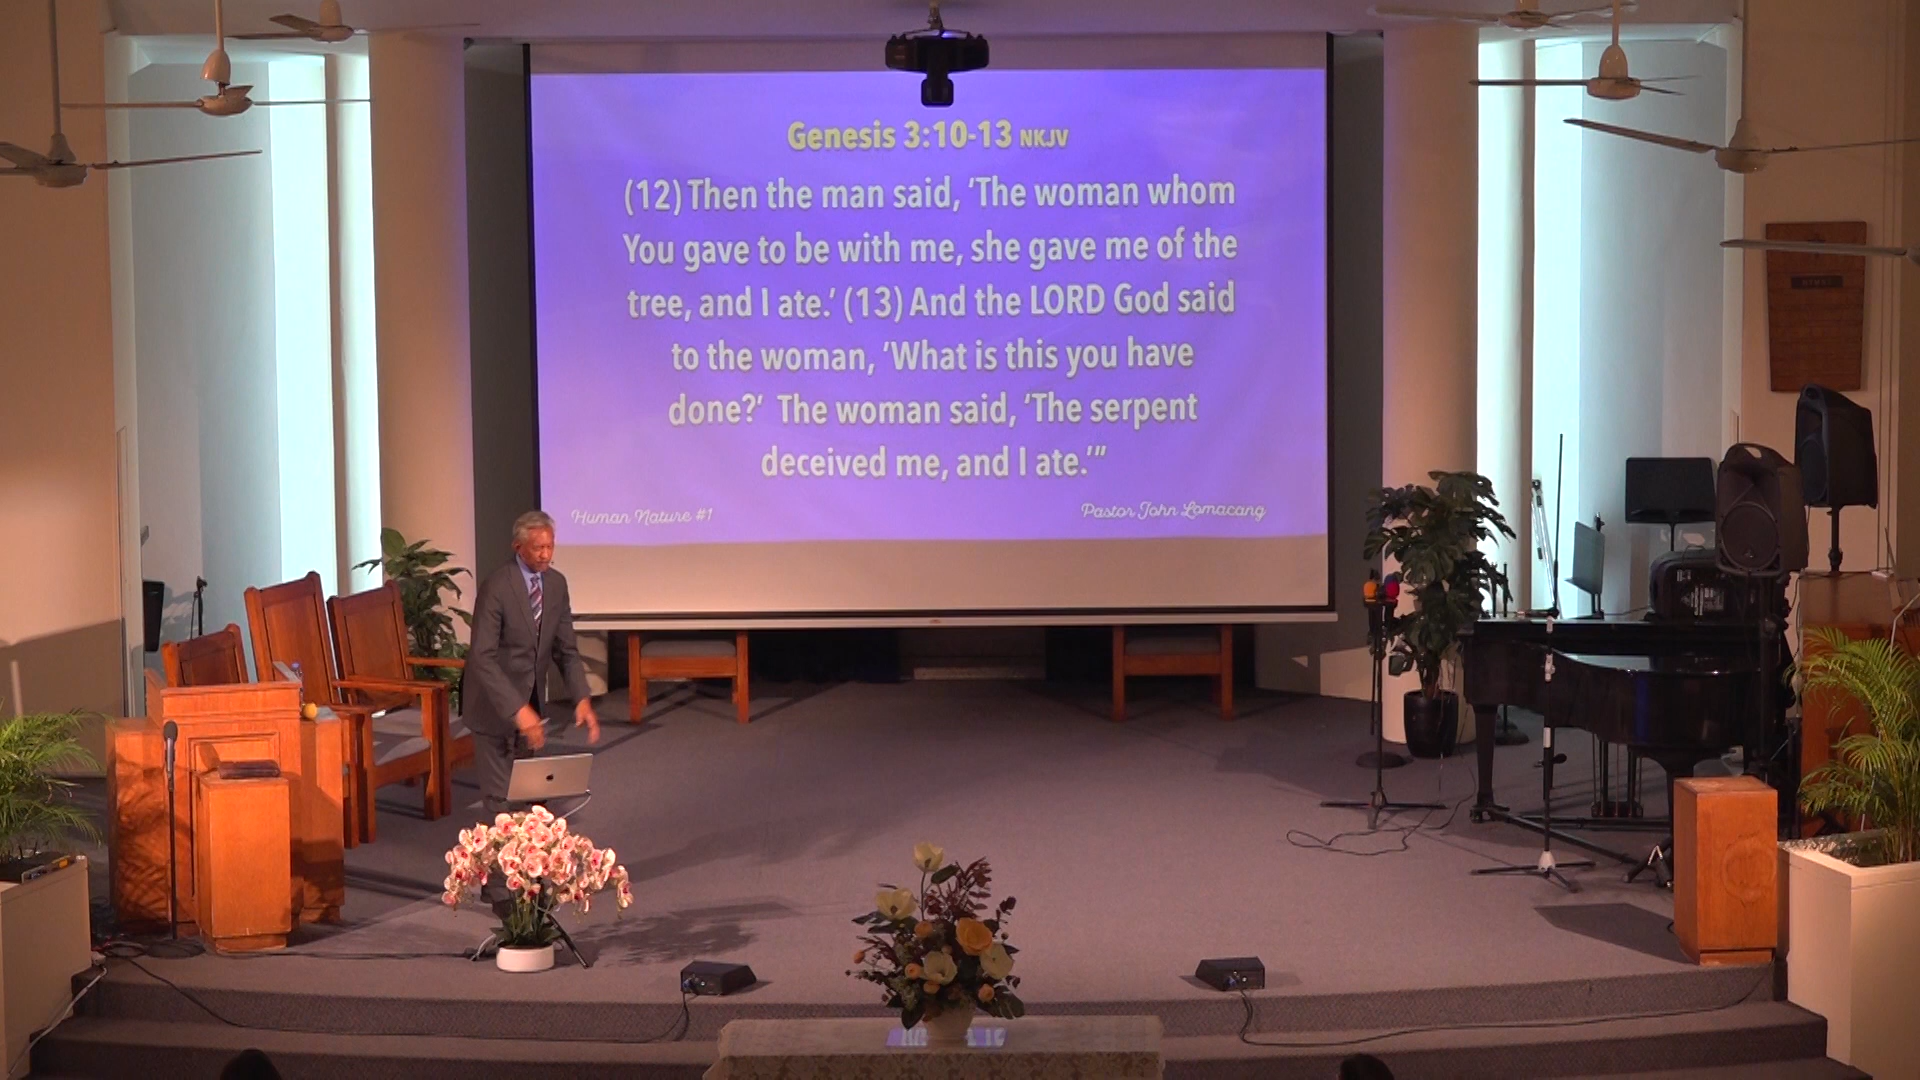 Genesis 3:10-13 NKJV
(12) Then the man said, ‘The woman whom
You gave to be with me, she gave me of the
tree, and I ate.’ (13) And the LORD God said
to the woman, ‘What is this you have
done?’ The woman said, ‘The serpent
deceived me, and I ate.’”
Human Nature #1
Pastor John Lomacang